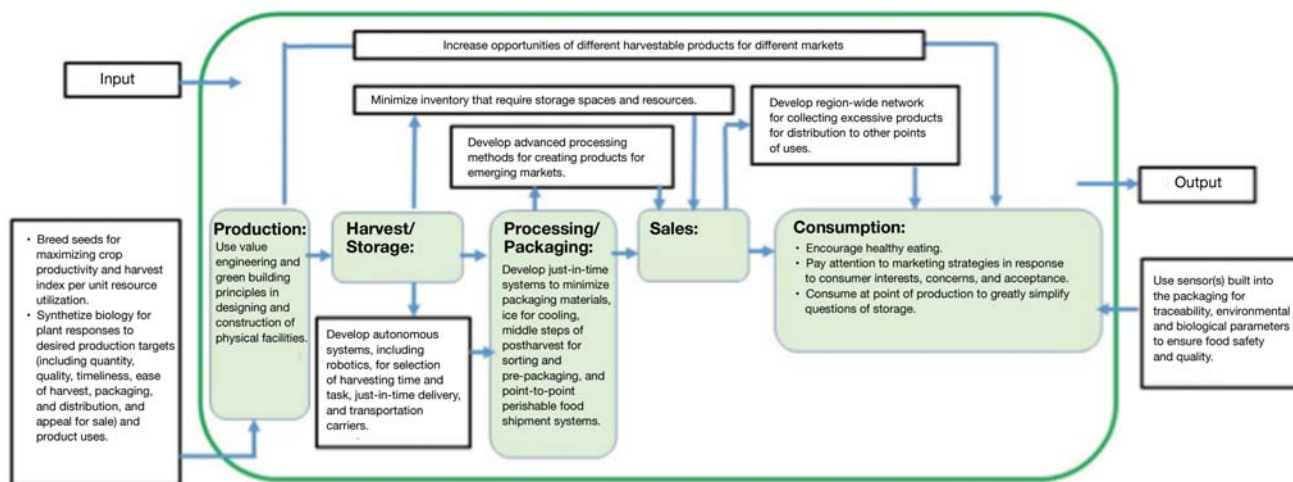 Increase opportunities of different harvestable products for different markets
Input
Minimize inventory that require storage spaces and resources.
Develop region-wide network
for collecting excessive products
for distribution to other points
of uses.
Develop advanced processing
methods for creating products for
emerging markets.
Output
• Breed seeds for
maximizing crop
productivity and harvest
index per unit resource
utilization.
• Synthetize biology for
plant responses to
desired production targets
(including quantity,
quality, timeliness, ease
of harvest, packaging,
and distribution, and
appeal for sale) and
product uses.
Production:
Use value
engineering and
green building
principles in
designing and
construction of
physical facilities.
Harvest/
Storage:
Develop autonomous
systems, including
robotics, for selection
of harvesting time and
task, just-in-time delivery,
and transportation
carriers.
Processing/
Packaging:
Develop just-in-time
systems to minimize
packaging materials,
ice for cooling,
middle steps of
postharvest for
sorting and
pre-packaging, and
point-to-point
perishable food
shipment systems.
Sales:
Consumption:
• Encourage healthy eating.
• Pay attention to marketing strategies in response
to consumer interests, concerns, and acceptance.
• Consume at point of production to greatly simplify
questions of storage.
Use sensor(s) built into
the packaging for
traceability, environmental
and biological parameters
to ensure food safety
and quality.